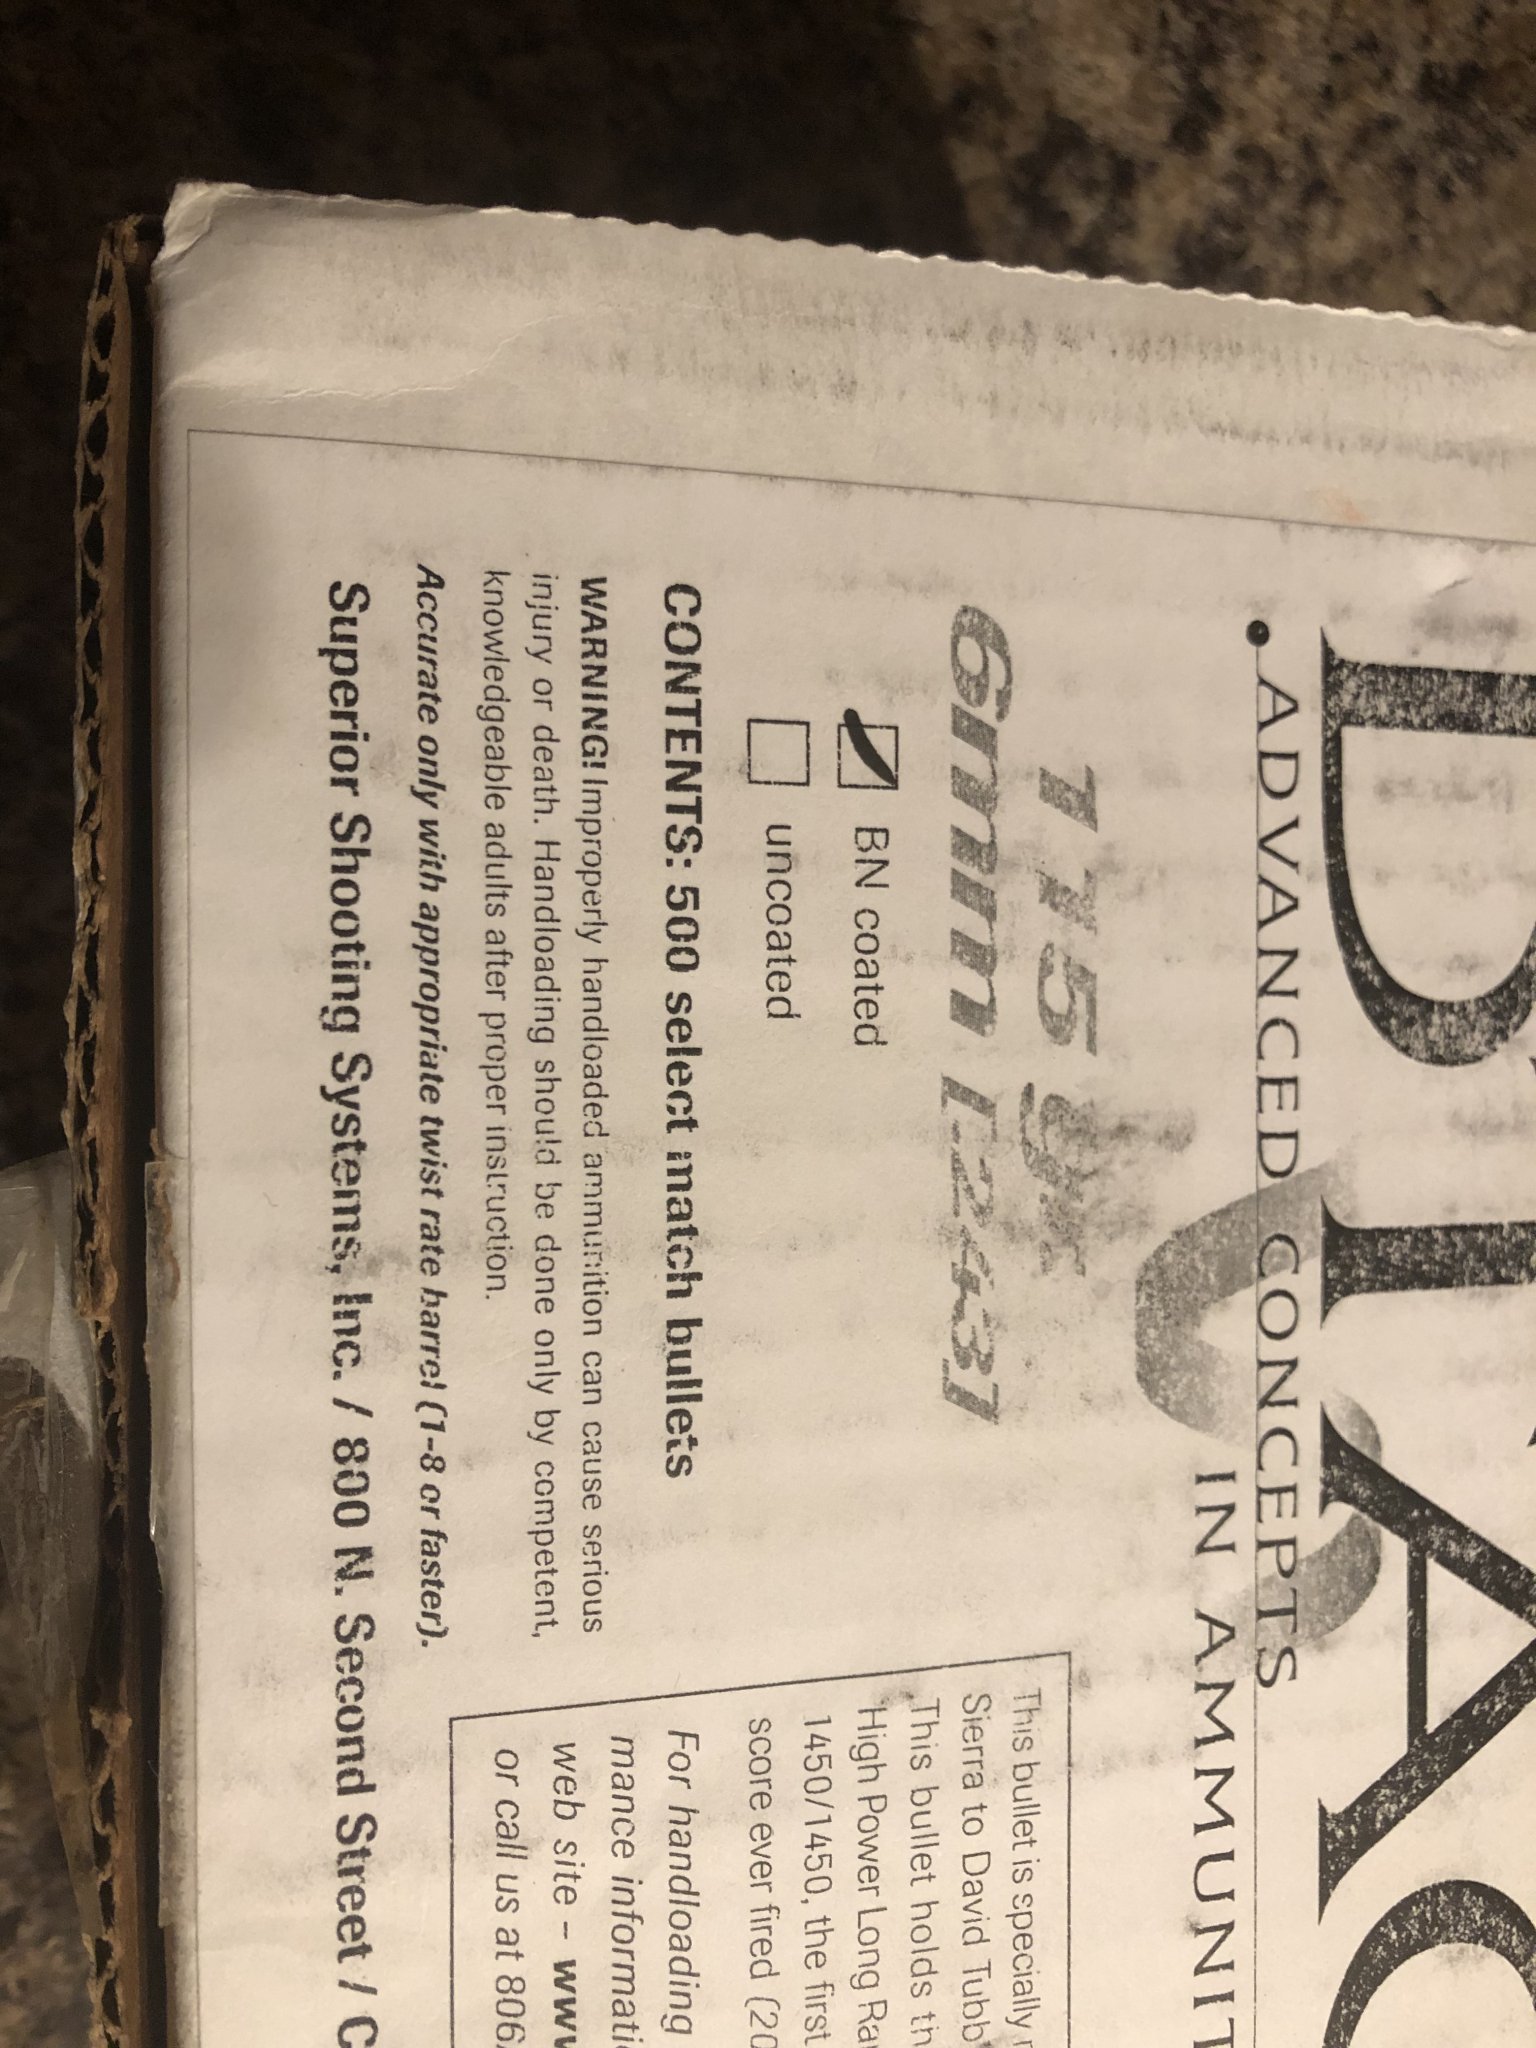 ADVANCED CONCEPTS
IN AMMUNIT
115 gr.
6mm [.243]
BN coated
uncoated
CONTENTS: 500 select match bullets
WARNING! Improperly handloaded ammunition can cause serious
injury or death. Handloading should be done only by competent,
knowledgeable adults after proper instruction.
Accurate only with appropriate twist rate barrel (1-8 or faster).
Superior Shooting Systems, Inc. / 800 N. Second Street / C
This bullet is specially
Sierra to David Tubb'
This bullet holds th
High Power Long Ra
1450/1450, the first
score ever fired (20
For handloading
mance informati
web site - www
or call us at 806